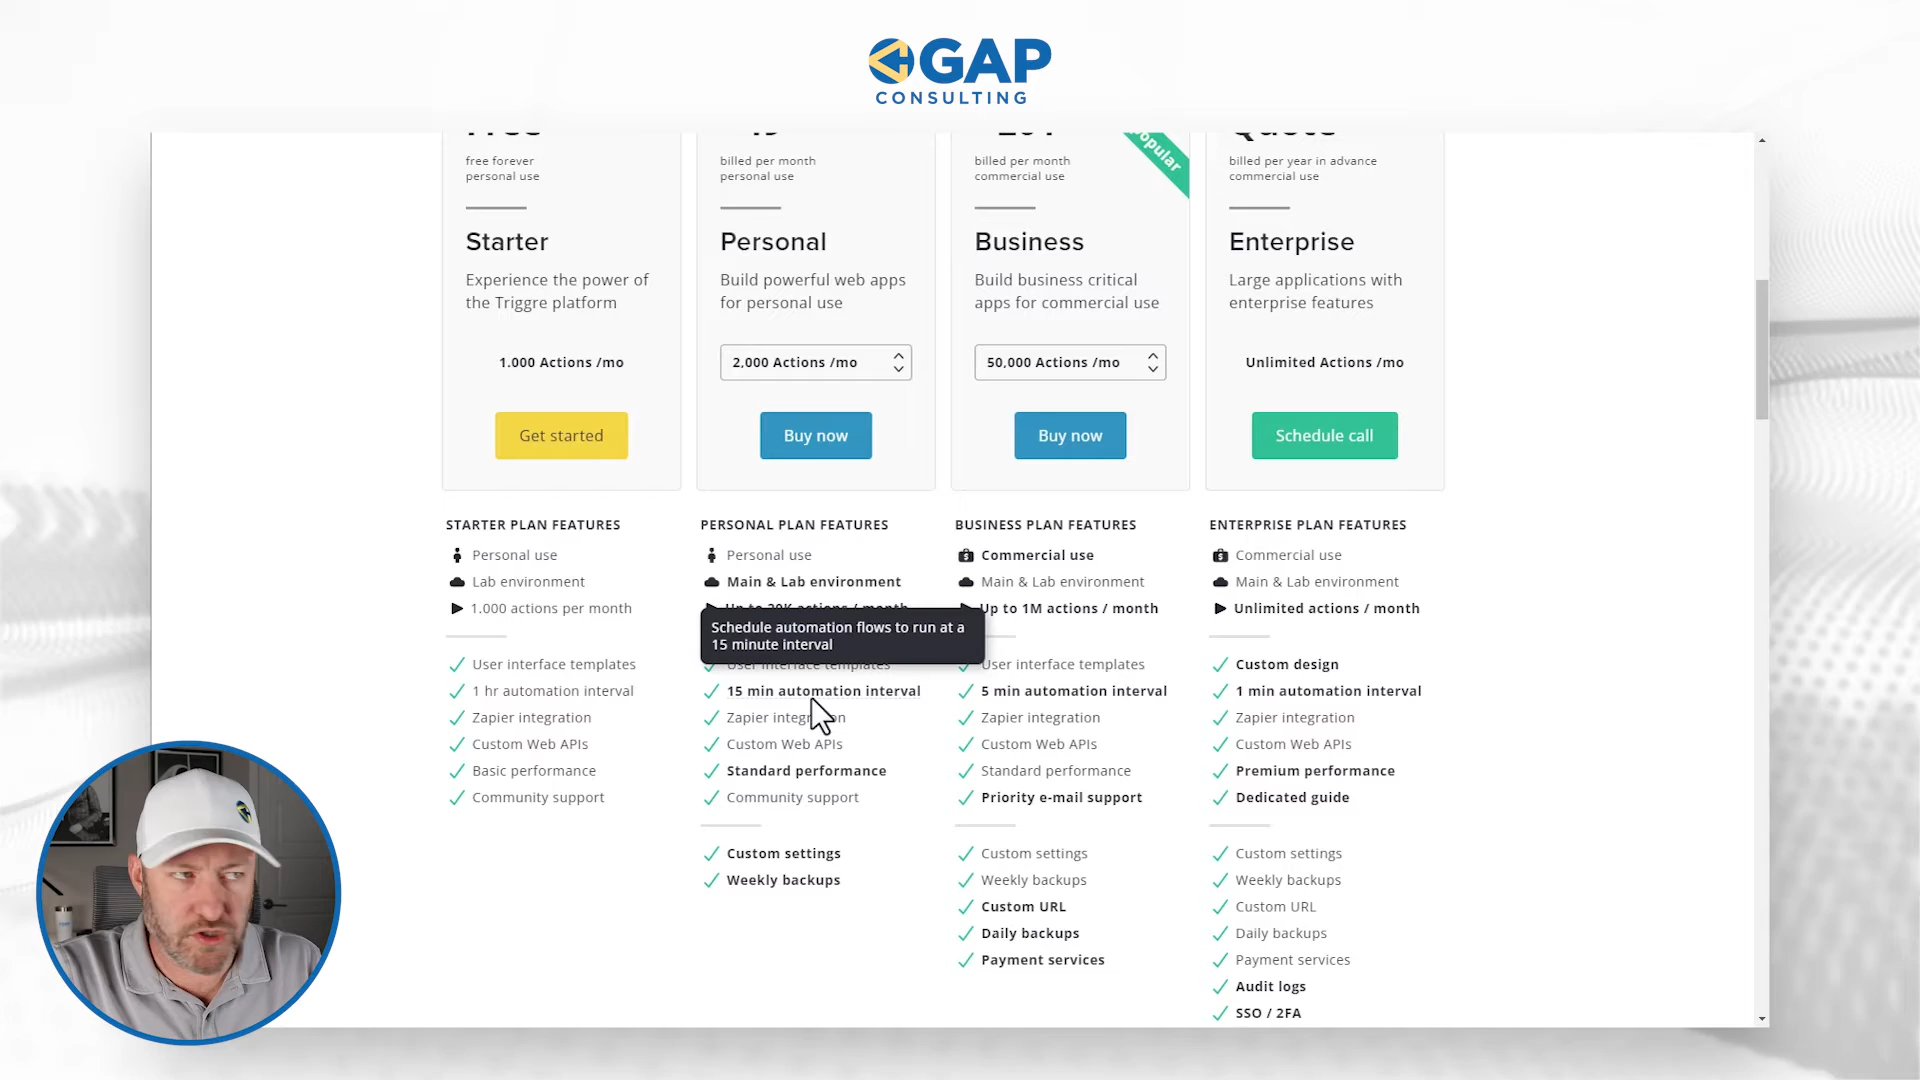 GAP
CONSULTING
free forever
personal use
Starter
Experience the power of
the Triggre platform
1.000 Actions /mo
Get started
billed per month
personal use
Personal
Build powerful web apps
for personal use
2,000 Actions /mo
Buy now
billed per month
commercial use
Business
Build business critical
apps for commercial use
50,000 Actions /mo
Buy now
billed per year in advance
commercial use
Enterprise
Large applications with
enterprise features
Unlimited Actions /mo
Schedule call
STARTER PLAN FEATURES
Personal use
Lab environment
1.000 actions per month
User interface templates
1 hr automation interval
Zapier integration
Custom Web APIs
Basic performance
Community support
PERSONAL PLAN FEATURES
Personal use
Main & Lab environment
Up to 20K actions / month
Schedule automation flows to run at a
15 minute interval
User interface templates
15 min automation interval
Zapier integration
Custom Web APIs
Standard performance
Community support
Custom settings
Weekly backups
BUSINESS PLAN FEATURES
Commercial use
Main & Lab environment
Up to 1M actions / month
User interface templates
5 min automation interval
Zapier integration
Custom Web APIs
Standard performance
Priority e-mail support
Custom settings
Weekly backups
Custom URL
Daily backups
Payment services
ENTERPRISE PLAN FEATURES
Commercial use
Main & Lab environment
Unlimited actions / month
Custom design
1 min automation interval
Zapier integration
Custom Web APIs
Premium performance
Dedicated guide
Custom settings
Weekly backups
Custom URL
Daily backups
Payment services
Audit logs
SSO / 2FA